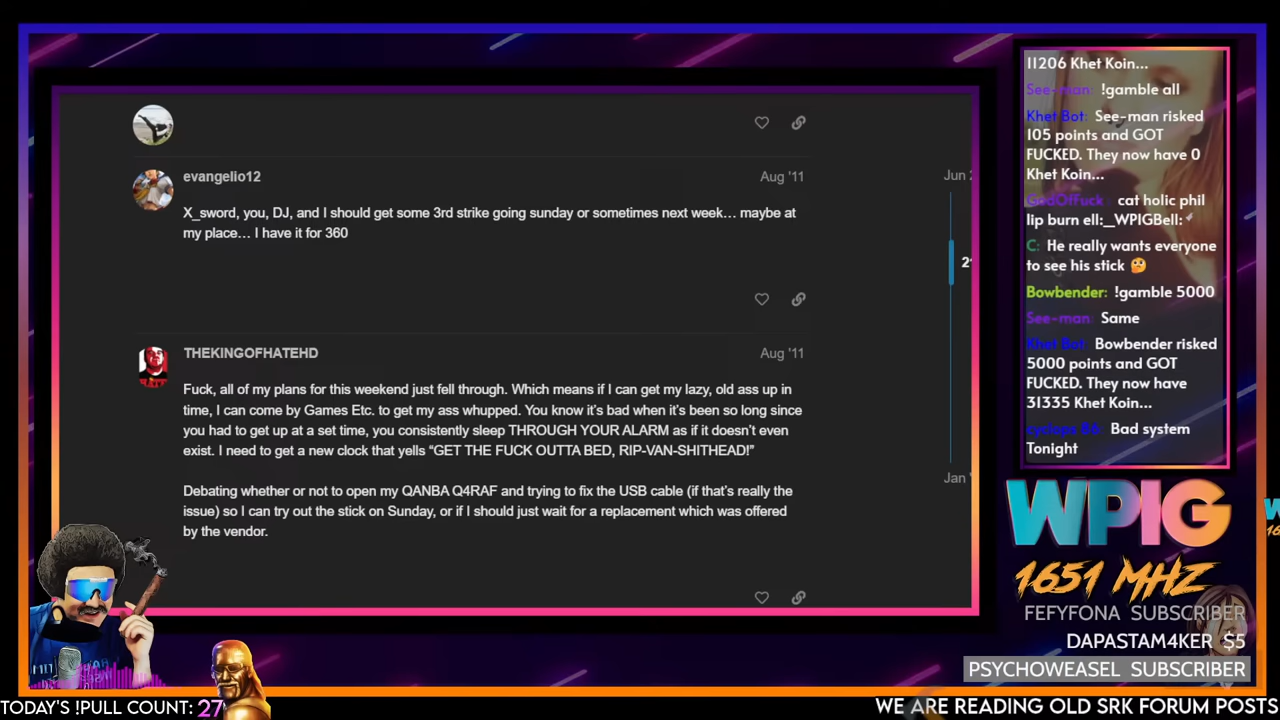 evangelio12
Aug '11
X_sword, you, DJ, and I should get some 3rd strike going sunday or sometimes next week… maybe at
my place… I have it for 360
THEKINGOFHATEHD
Aug '11
Fuck, all of my plans for this weekend just fell through. Which means if I can get my lazy, old ass up in
time, I can come by Games Etc. to get my ass whupped. You know it’s bad when it’s been so long since
you had to get up at a set time, you consistently sleep THROUGH YOUR ALARM as if it doesn’t even
exist. I need to get a new clock that yells “GET THE FUCK OUTTA BED, RIP-VAN-SHITHEAD!”
Debating whether or not to open my QANBA Q4RAF and trying to fix the USB cable (if that’s really the
issue) so I can try out the stick on Sunday, or if I should just wait for a replacement which was offered
by the vendor.
Jun 2
2
Jan '
11206 Khet Koin...
See-man: !gamble all
Khet Bot: See-man risked
105 points and GOT
FUCKED. They now have 0
Khet Koin...
GodOfFuck: cat holic phil
lip burn ell:_WPIGBell:
C: He really wants everyone
to see his stick 🤔
Bowbender: !gamble 5000
See-man: Same
Khet Bot: Bowbender risked
5000 points and GOT
FUCKED. They now have
31335 Khet Koin...
cyclops 86: Bad system
Tonight
WPIG
1651 MHZ
FEFYFONA SUBSCRIBER
DAPASTAM4KER $5
PSYCHOWEASEL SUBSCRIBER
TODAY'S !PULL COUNT: 27
WE ARE READING OLD SRK FORUM POSTS